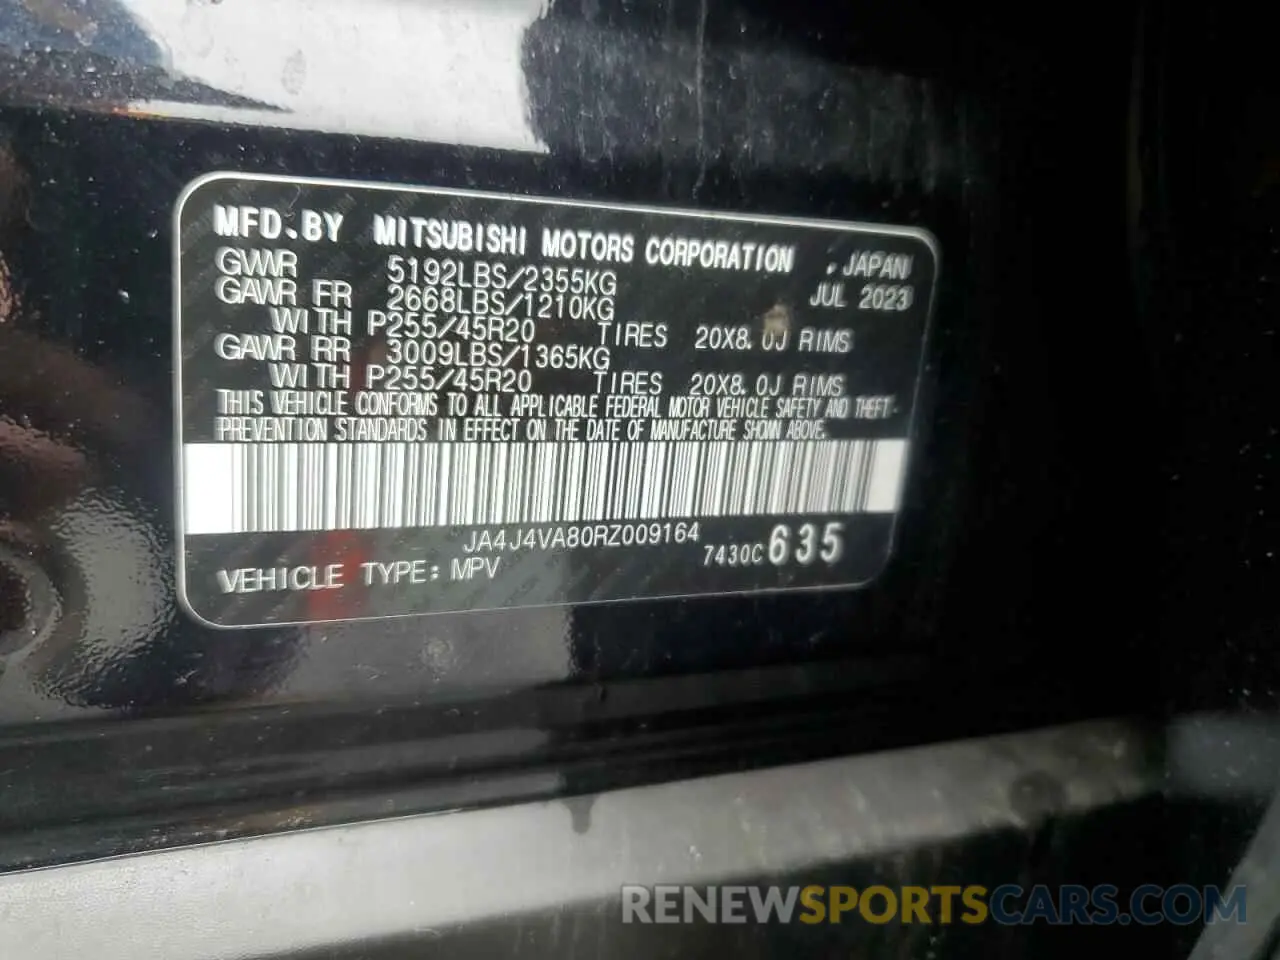 MFD.BY MITSUBISHI MOTORS CORPORATION , JAPAN
GVWR 5192LBS/2355KG JUL 2023
GAWR FR 2668LBS/1210KG
WITH P255/45R20 TIRES 20X8.0J RIMS
GAWR RR 3009LBS/1365KG
WITH P255/45R20 TIRES 20X8.0J RIMS
THIS VEHICLE CONFORMS TO ALL APPLICABLE FEDERAL MOTOR VEHICLE SAFETY AND THEFT-
PREVENTION STANDARDS IN EFFECT ON THE DATE OF MANUFACTURE SHOWN ABOVE.
JA4J4VA80RZ009164
7430C 635
VEHICLE TYPE: MPV
RENEWSPORTSCARS.COM